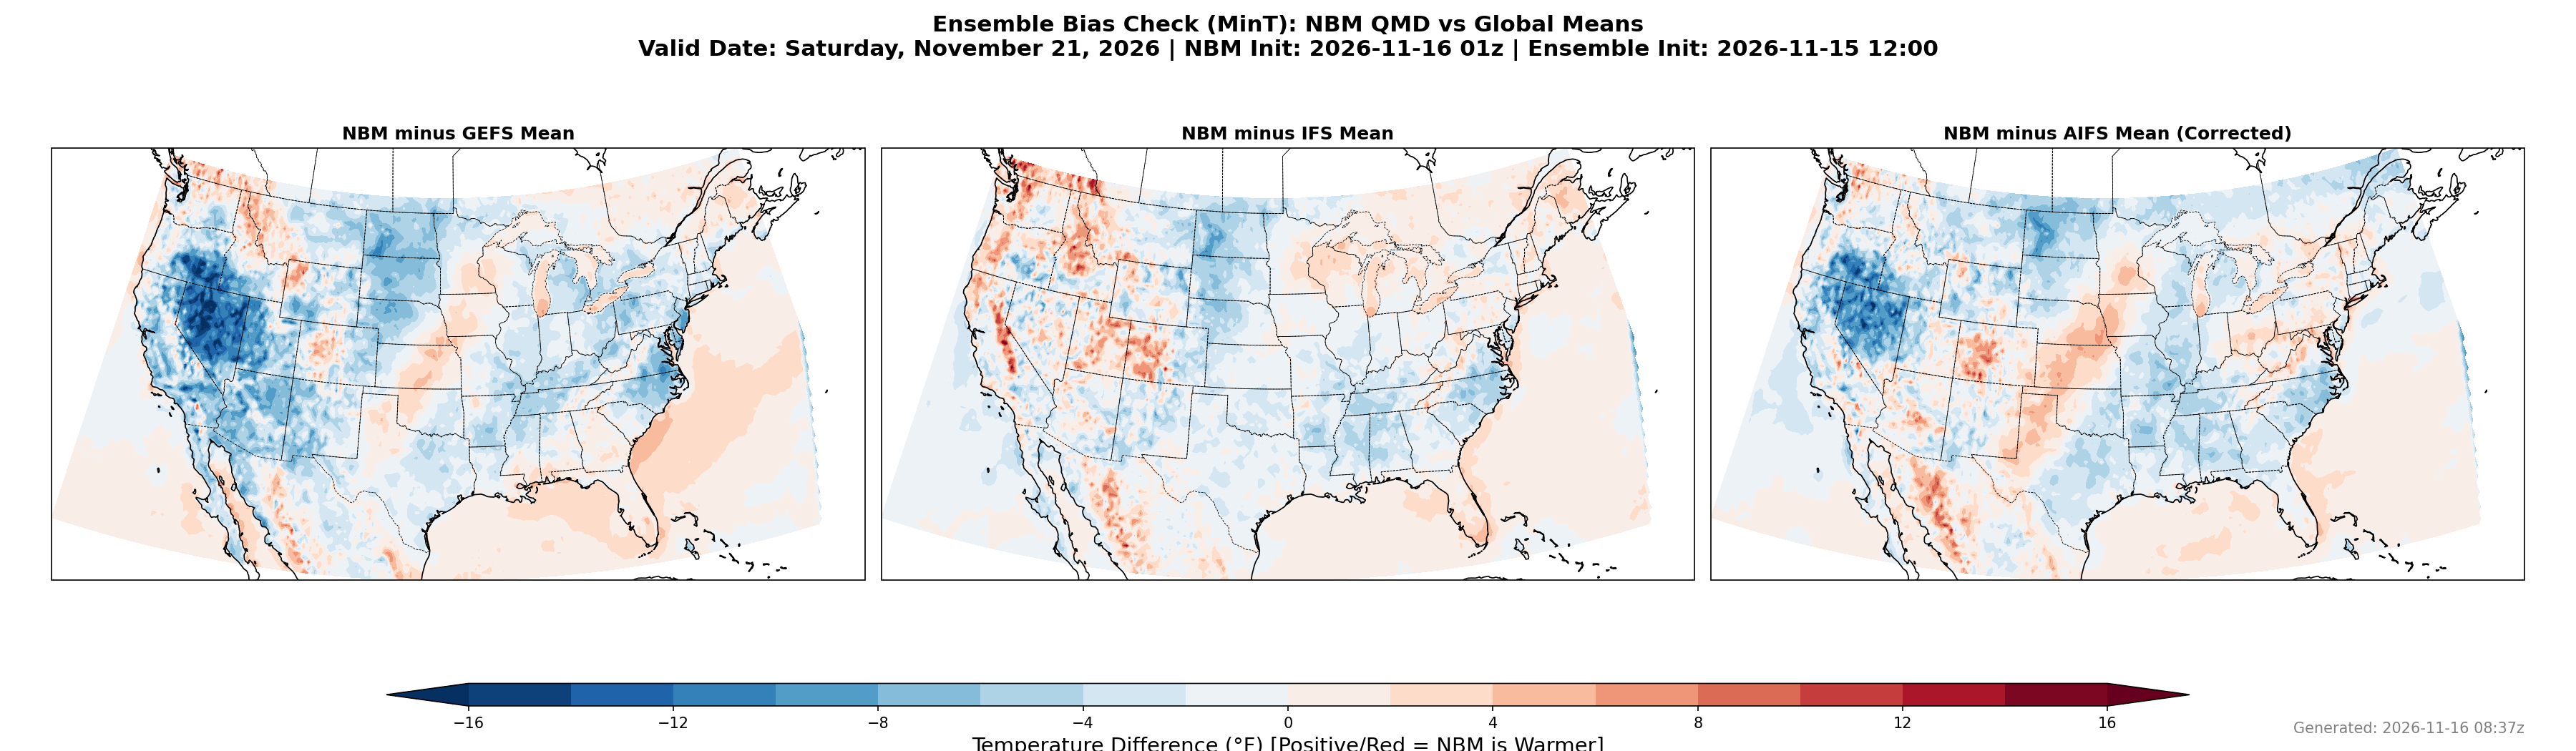 Ensemble Bias Check (MinT): NBM QMD vs Global Means
Valid Date: Saturday, November 21, 2026 | NBM Init: 2026-11-16 01z | Ensemble Init: 2026-11-15 12:00
NBM minus GEFS Mean
NBM minus IFS Mean
NBM minus AIFS Mean (Corrected)
−16 −12 −8 −4 0 4 8 12 16
Temperature Difference (°F) [Positive/Red = NBM is Warmer]
Generated: 2026-11-16 08:37z